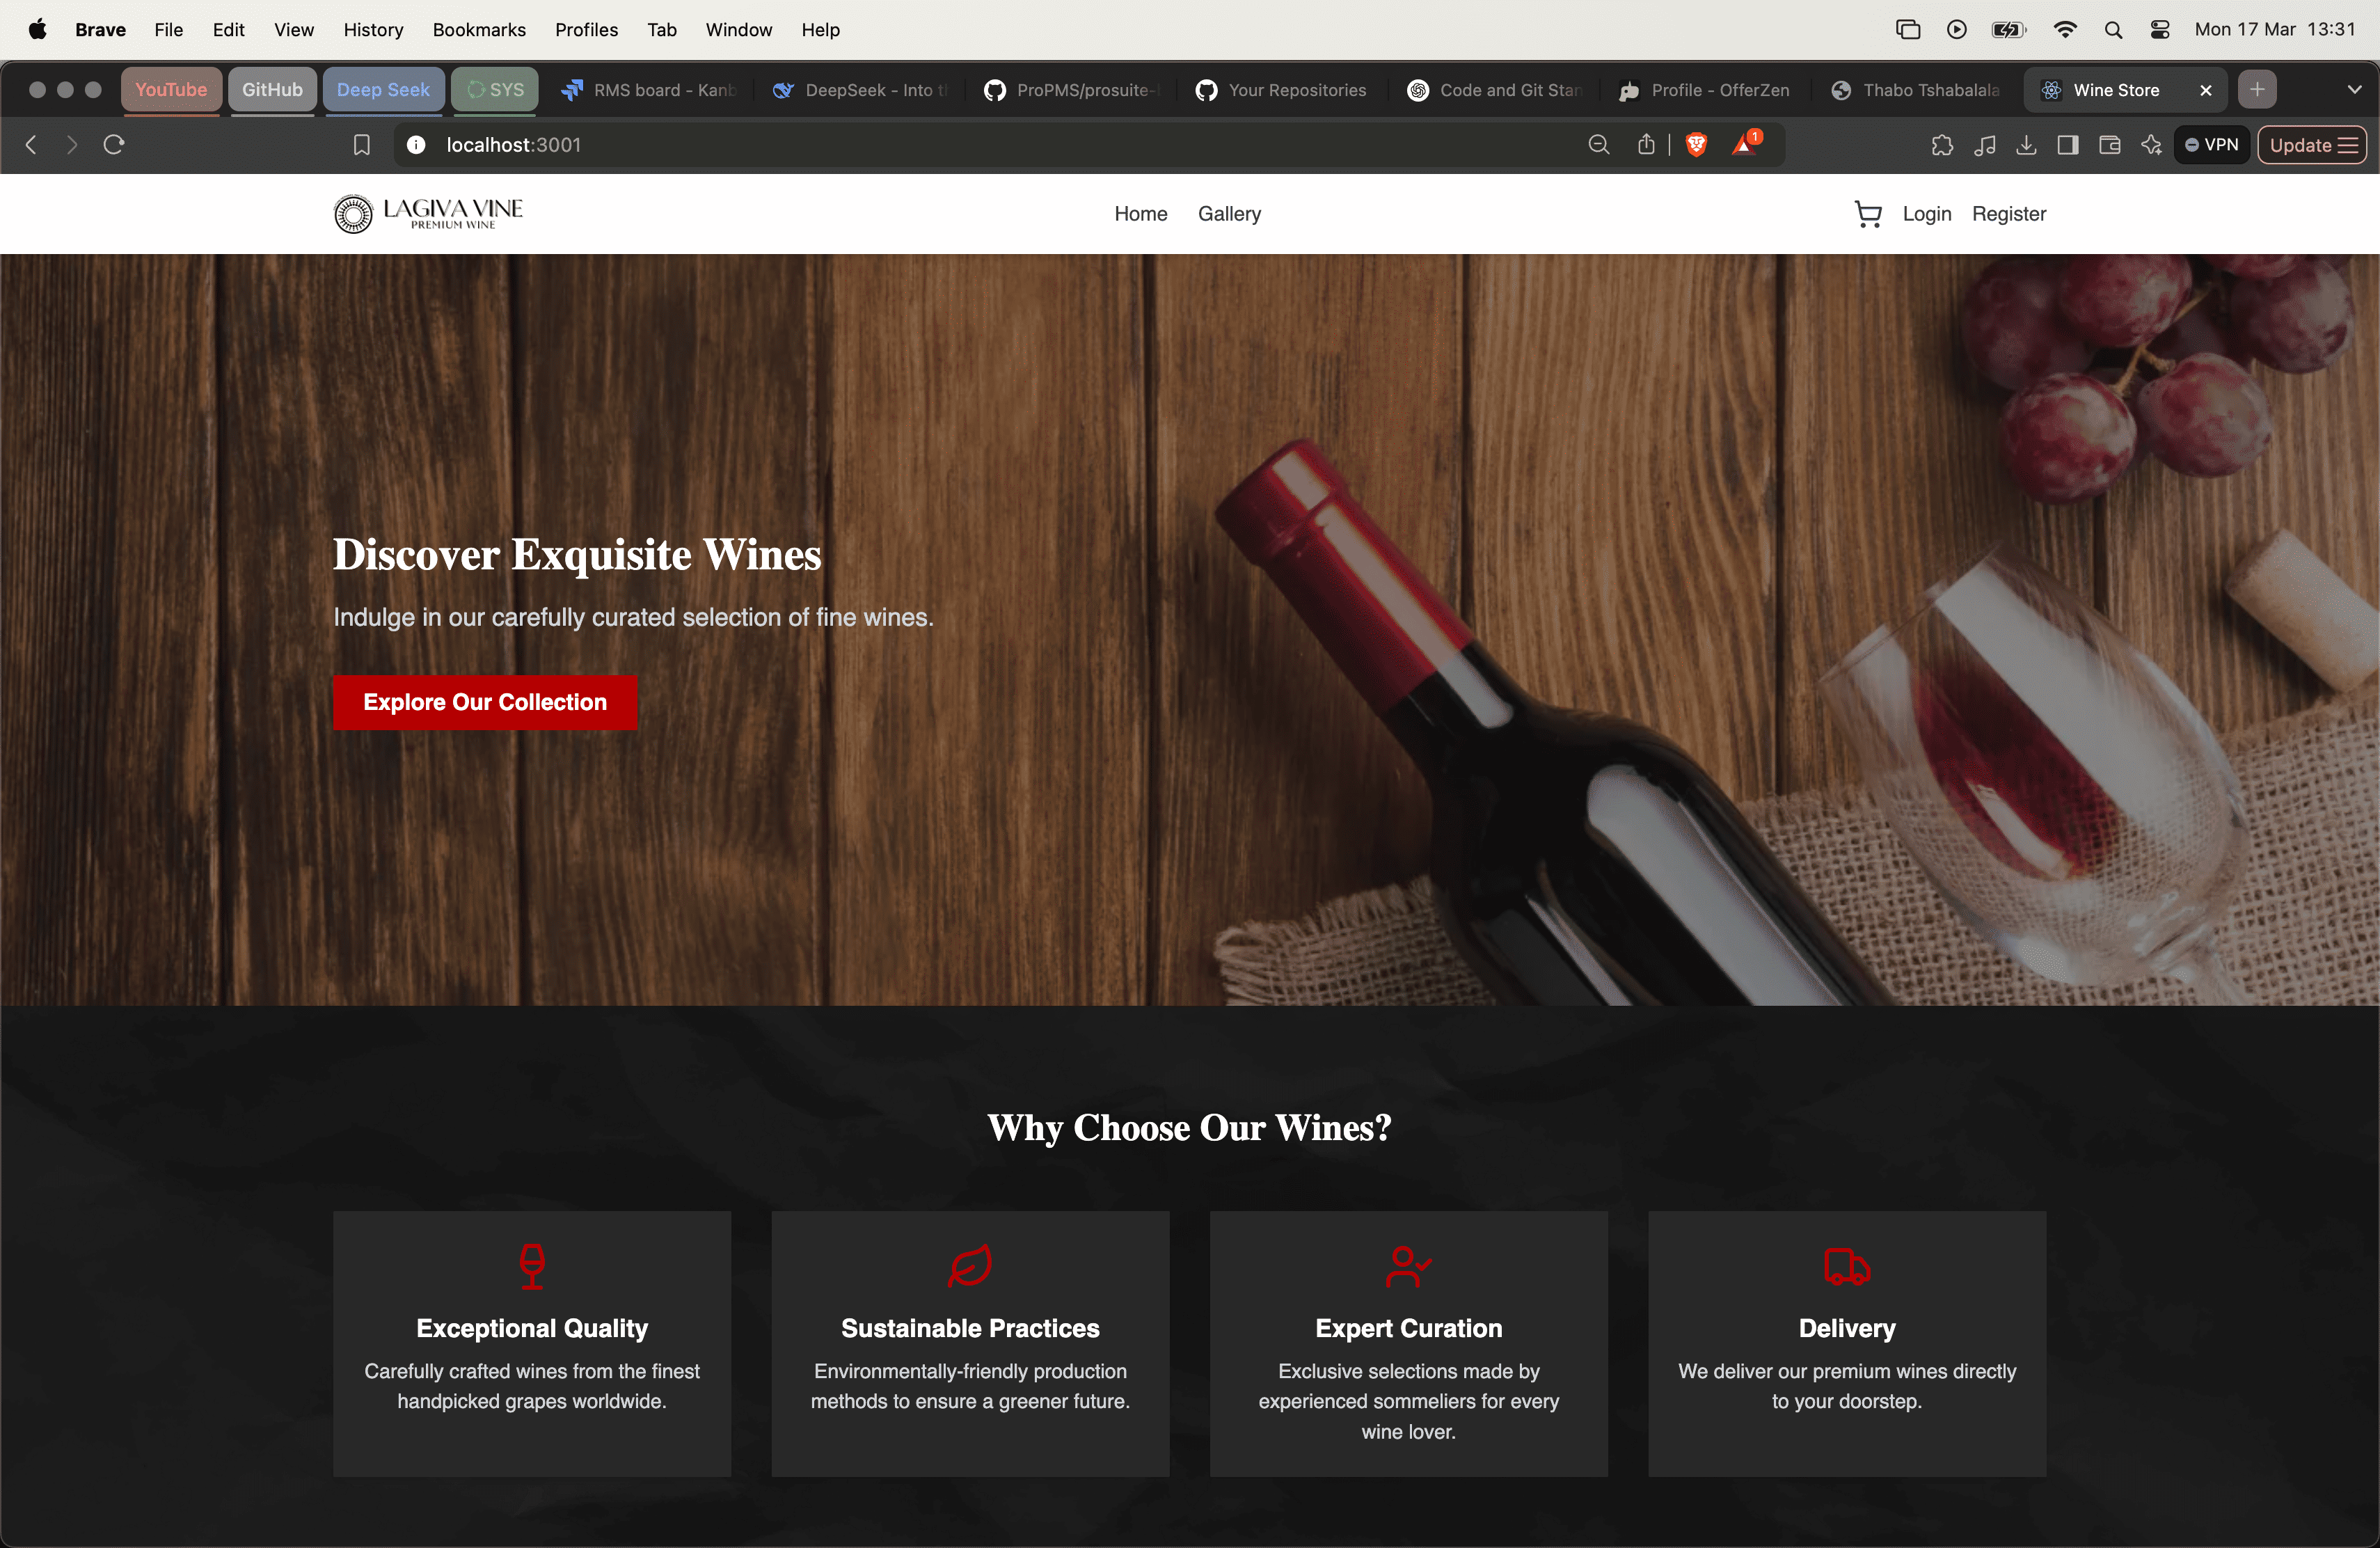 Brave File Edit View History Bookmarks Profiles Tab Window Help Mon 17 Mar 13:31
YouTube GitHub Deep Seek SYS RMS board - Kanb DeepSeek - Into t ProPMS/prosuite- Your Repositories Code and Git Stan Profile - OfferZen Thabo Tshabalala Wine Store
localhost:3001 1 VPN Update
LAGIVA VINE
PREMIUM WINE
Home Gallery Login Register
Discover Exquisite Wines
Indulge in our carefully curated selection of fine wines.
Explore Our Collection
Why Choose Our Wines?
Exceptional Quality
Carefully crafted wines from the finest
handpicked grapes worldwide.
Sustainable Practices
Environmentally-friendly production
methods to ensure a greener future.
Expert Curation
Exclusive selections made by
experienced sommeliers for every
wine lover.
Delivery
We deliver our premium wines directly
to your doorstep.